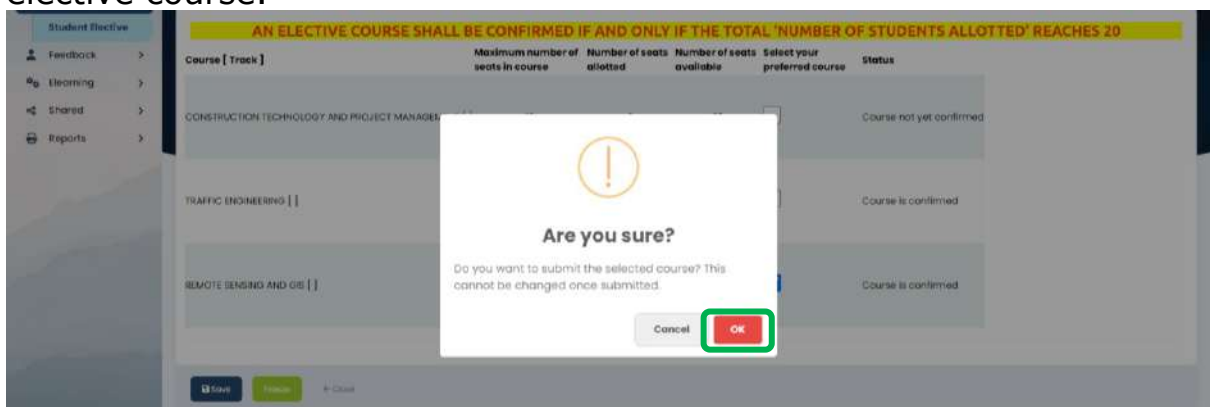 elective course.
Student Elective
AN ELECTIVE COURSE SHALL BE CONFIRMED IF AND ONLY IF THE TOTAL 'NUMBER OF STUDENTS ALLOTTED' REACHES 20
Feedback
Elearning
Shared
Reports
Course [ Track ]
Maximum number of seats in course
Number of seats allotted
Number of seats available
Select your preferred course
Status
CONSTRUCTION TECHNOLOGY AND PROJECT
Course not yet confirmed
TRAFFIC ENGINEERING [ ]
Course is confirmed
REMOTE SENSING AND GIS [ ]
Course is confirmed
Are you sure?
Do you want to submit the selected course? This
cannot be changed once submitted.
Cancel
OK
Save
Close